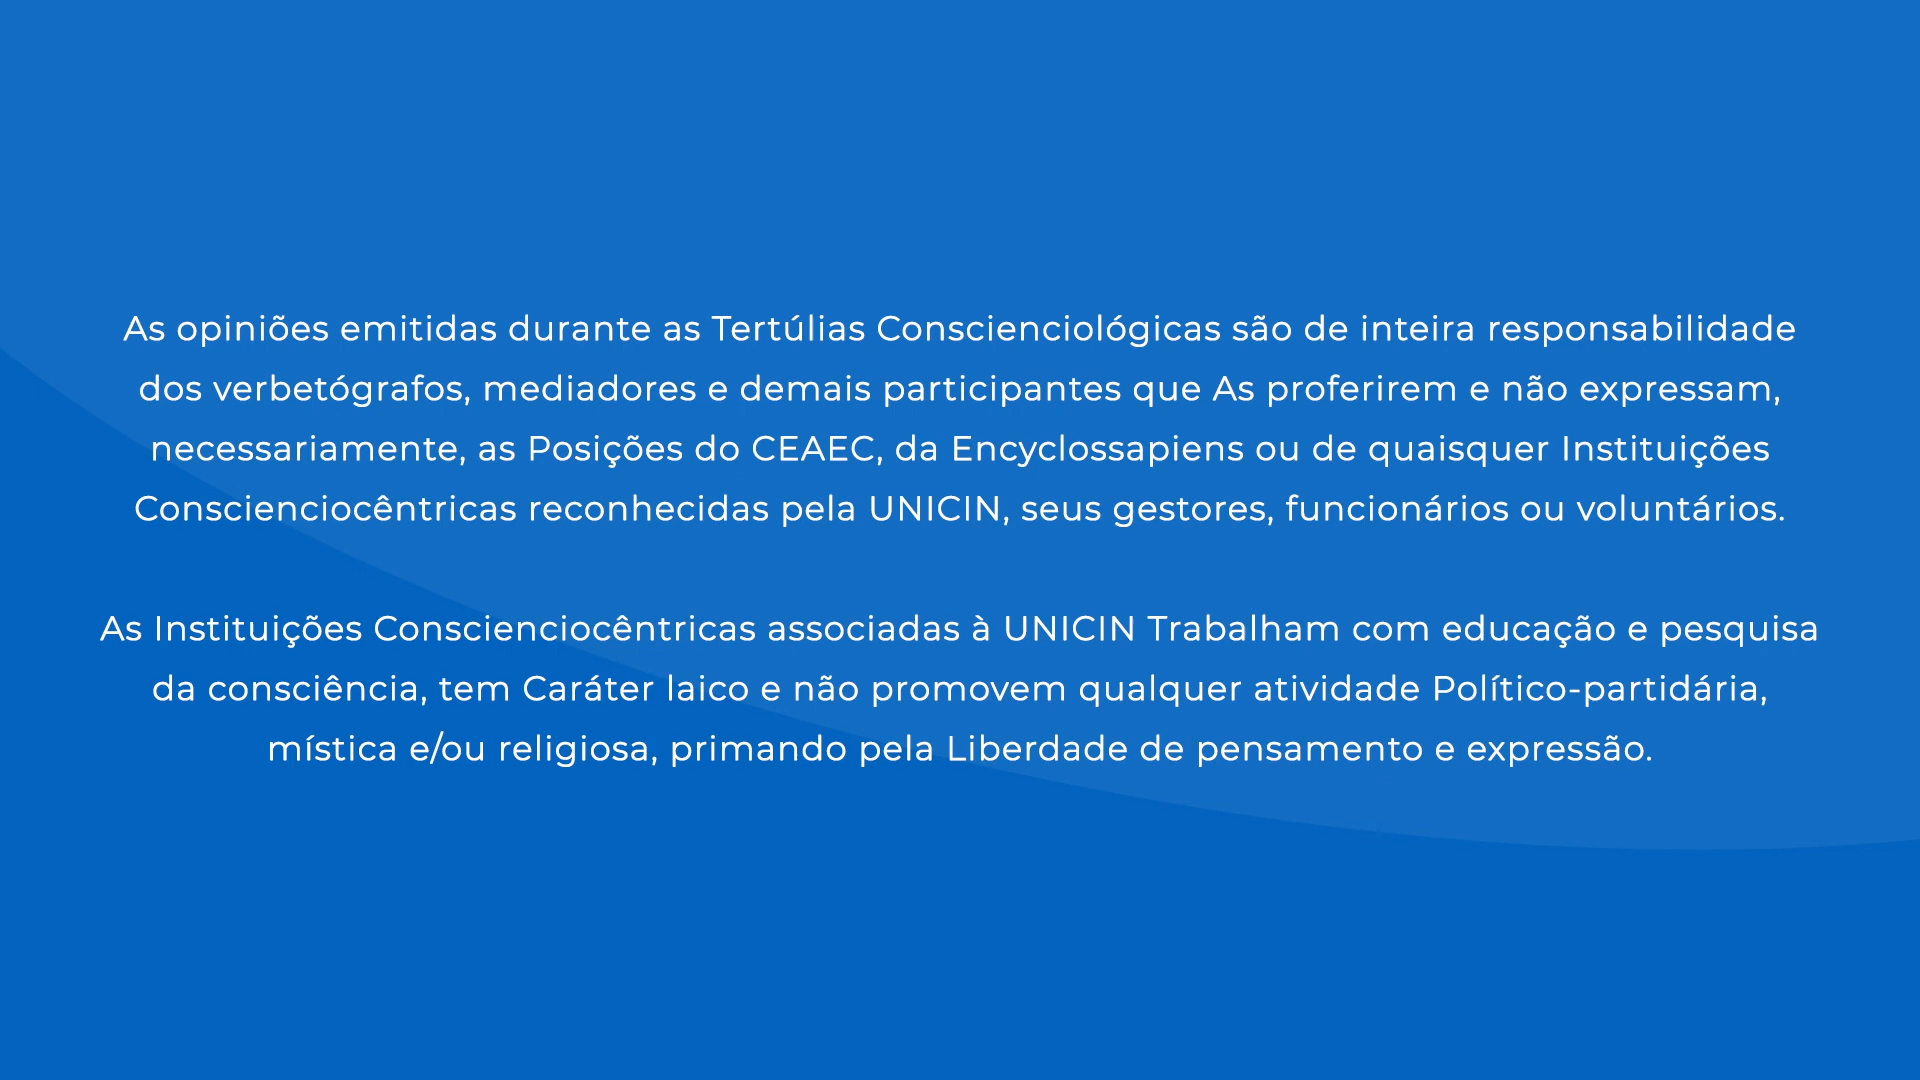 As opiniões emitidas durante as Tertúlias Conscienciológicas são de inteira responsabilidade
dos verbetógrafos, mediadores e demais participantes que As proferirem e não expressam,
necessariamente, as Posições do CEAEC, da Encyclossapiens ou de quaisquer Instituições
Conscienciocêntricas reconhecidas pela UNICIN, seus gestores, funcionários ou voluntários.
As Instituições Conscienciocêntricas associadas à UNICIN Trabalham com educação e pesquisa
da consciência, tem Caráter laico e não promovem qualquer atividade Político-partidária,
mística e/ou religiosa, primando pela Liberdade de pensamento e expressão.